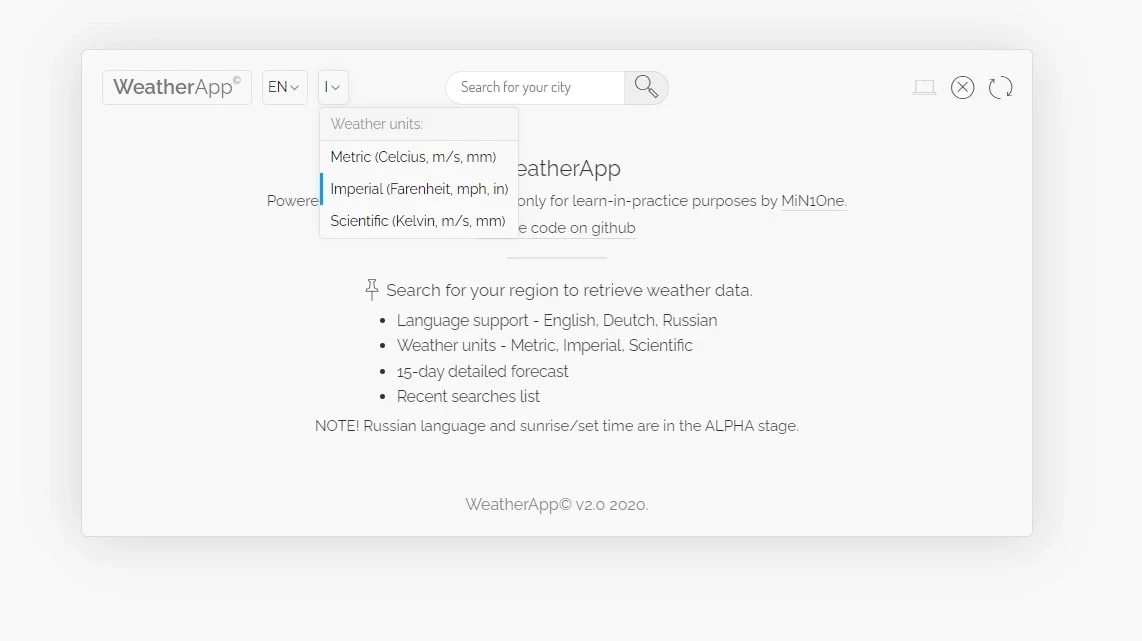 WeatherApp©
EN
I
Search for your city
Weather units:
Metric (Celcius, m/s, mm)
Imperial (Farenheit, mph, in)
Scientific (Kelvin, m/s, mm)
eatherApp
Powere only for learn-in-practice purposes by MiN1One.
e code on github
Search for your region to retrieve weather data.
• Language support - English, Deutch, Russian
• Weather units - Metric, Imperial, Scientific
• 15-day detailed forecast
• Recent searches list
NOTE! Russian language and sunrise/set time are in the ALPHA stage.
WeatherApp© v2.0 2020.